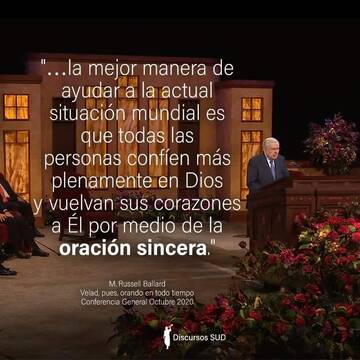 "...la mejor manera de
ayudar a la actual
situación mundial es
que todas las
personas confíen más
plenamente en Dios
y vuelvan sus corazones
a Él por medio de la
oración sincera."
M. Russell Ballard
Velad, pues, orando en todo tiempo
Conferencia General Octubre 2020
Discursos SUD